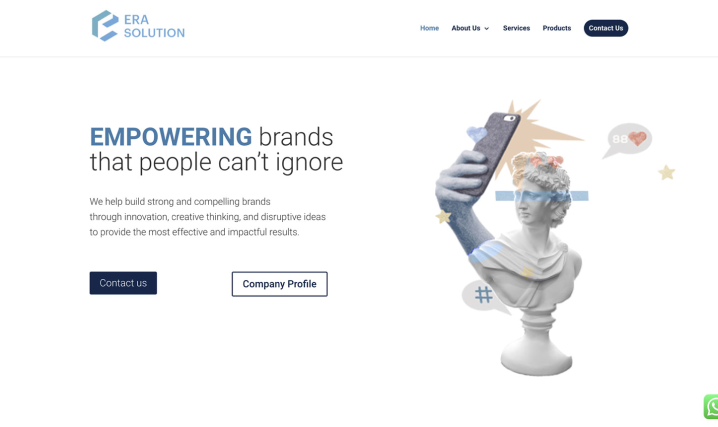 ERA
SOLUTION
Home
About Us
Services
Products
Contact Us
EMPOWERING brands
that people can't ignore
We help build strong and compelling brands
through innovation, creative thinking, and disruptive ideas
to provide the most effective and impactful results.
Contact us
Company Profile
88
#